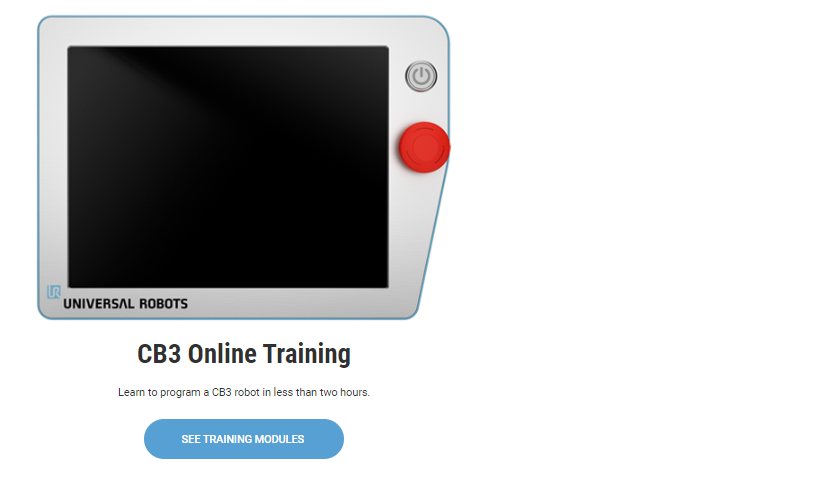 UR
UNIVERSAL ROBOTS
CB3 Online Training
Learn to program a CB3 robot in less than two hours.
SEE TRAINING MODULES